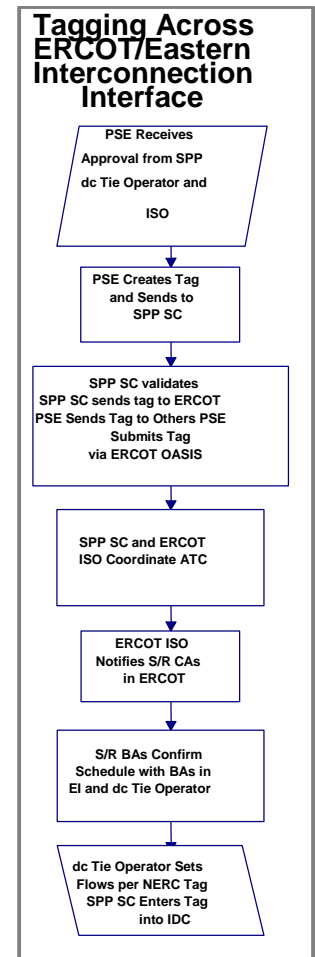 Tagging Across
ERCOT/Eastern
Interconnection
Interface
PSE Receives
Approval from SPP
dc Tie Operator and
ISO
PSE Creates Tag
and Sends to
SPP SC
SPP SC validates
SPP SC sends tag to ERCOT
PSE Sends Tag to Others PSE
Submits Tag
via ERCOT OASIS
SPP SC and ERCOT
ISO Coordinate ATC
ERCOT ISO
Notifies S/R CAs
in ERCOT
S/R BAs Confirm
Schedule with BAs in
EI and dc Tie Operator
dc Tie Operator Sets
Flows per NERC Tag
SPP SC Enters Tag
into IDC